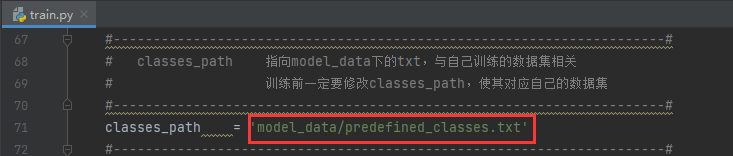 train.py
67 #---------------------------------------------------------------------#
68 # classes_path 指向model_data下的txt，与自己训练的数据集相关
69 # 训练前一定要修改classes_path，使其对应自己的数据集
70 #---------------------------------------------------------------------#
71 classes_path = 'model_data/predefined_classes.txt'
72 #---------------------------------------------------------------------#